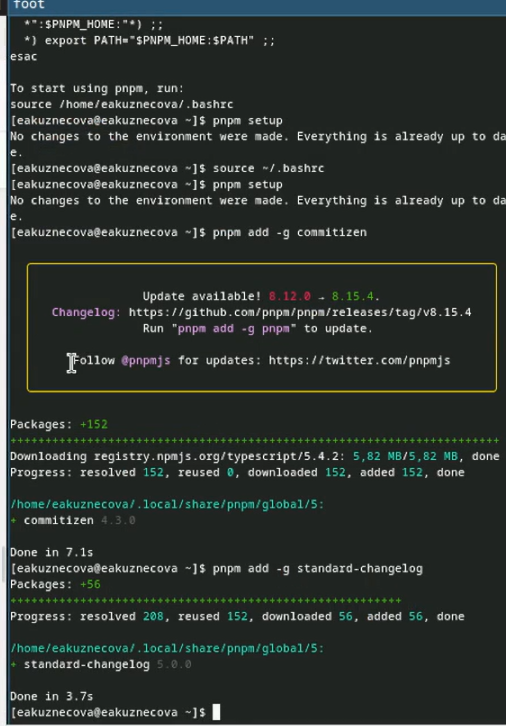 foot
*":$PNPM_HOME:"*) ;;
*) export PATH="$PNPM_HOME:$PATH" ;;
esac
To start using pnpm, run:
source /home/eakuznecova/.bashrc
[eakuznecova@eakuznecova ~]$ pnpm setup
No changes to the environment were made. Everything is already up to da
e.
[eakuznecova@eakuznecova ~]$ source ~/.bashrc
[eakuznecova@eakuznecova ~]$ pnpm setup
No changes to the environment were made. Everything is already up to da
e.
[eakuznecova@eakuznecova ~]$ pnpm add -g commitizen
Update available! 8.12.0 → 8.15.4.
Changelog: https://github.com/pnpm/pnpm/releases/tag/v8.15.4
Run "pnpm add -g pnpm" to update.
Follow @pnpmjs for updates: https://twitter.com/pnpmjs
Packages: +152
++++++++++++++++++++++++++++++++++++++++++++++++++++++++++++++++++++++
Downloading registry.npmjs.org/typescript/5.4.2: 5,82 MB/5,82 MB, done
Progress: resolved 152, reused 0, downloaded 152, added 152, done
/home/eakuznecova/.local/share/pnpm/global/5:
+ commitizen 4.3.0
Done in 7.1s
[eakuznecova@eakuznecova ~]$ pnpm add -g standard-changelog
Packages: +56
++++++++++++++++++++++++++++++++++++++++++++++++++++++++
Progress: resolved 208, reused 152, downloaded 56, added 56, done
/home/eakuznecova/.local/share/pnpm/global/5:
+ standard-changelog 5.0.0
Done in 3.7s
[eakuznecova@eakuznecova ~]$